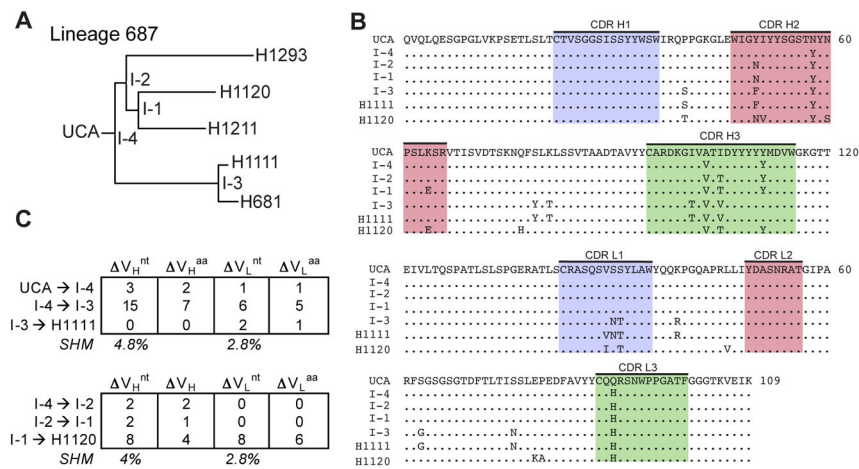 A
Lineage 687
H1293
I-2
H1120
I-1
UCA
I-4
H1211
H1111
I-3
H681
B
CDR H1 CDR H2
UCA QVQLQESGPGLVKPSETLSLTCTVSGGSISSYYWSWIRQPPGKGLEWIGYIYYSGSTNYN 60
I-4 .........................................................Y..
I-2 .................................................N.......Y..
I-1 .................................................N.......Y..
I-3 .......................................S.........F.......Y..
H1111 .......................................S.........F.......Y..
H1120 .......................................T.........NV......Y.S
CDR H3
UCA PSLKSRVTISVDTSKNQFSLKLSSVTAADTAVYYCARDKGIVATIDYYYYYMDVWGKGTT 120
I-4 ..........................................V.......Y.........
I-2 ..........................................V.T.....Y.........
I-1 ...E......................................V.T.....Y.........
I-3 ..................Y.T...................T.V.T...............
H1111 ..................Y.T...................T.V.T...............
H1120 ...E............H.........................V.T.....Y.........
CDR L1 CDR L2
UCA EIVLTQSPATLSLSPGERATLSCRASQSVSSYLAWYQQKPGQAPRLLIYDASNRATGIPA 60
I-4 ............................................................
I-2 ............................................................
I-1 ............................................................
I-3 .............................NT.......R.....................
H1111 ............................VNT.......R.....................
H1120 ............................I.T..............V..............
CDR L3
UCA RFSGSGSGTDFTLTISSLEPEDFAVYYCQQRSNWPPGATFGGGTKVEIK 109
I-4 .............................H...................
I-2 .............................H...................
I-1 .............................H...................
I-3 ..G............N.............H...................
H1111 ..G............N.............H...................
H1120 ..................KA.........H...................
C
ΔVHnt ΔVHaa ΔVLnt ΔVLaa
UCA → I-4 3 2 1 1
I-4 → I-3 15 7 6 5
I-3 → H1111 0 0 2 1
SHM 4.8% 2.8%
ΔVHnt ΔVH ΔVLnt ΔVLaa
I-4 → I-2 2 2 0 0
I-2 → I-1 2 1 0 0
I-1 → H1120 8 4 8 6
SHM 4% 2.8%